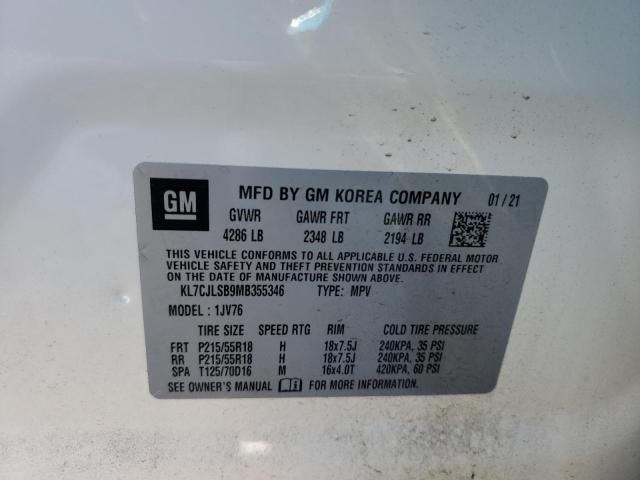 GM MFD BY GM KOREA COMPANY 01/21
GVWR GAWR FRT GAWR RR
4286 LB 2348 LB 2194 LB
THIS VEHICLE CONFORMS TO ALL APPLICABLE U.S. FEDERAL MOTOR
VEHICLE SAFETY AND THEFT PREVENTION STANDARDS IN EFFECT
ON THE DATE OF MANUFACTURE SHOWN ABOVE.
KL7CJLSB9MB355346 TYPE: MPV
MODEL : 1JV76
TIRE SIZE SPEED RTG RIM COLD TIRE PRESSURE
FRT P215/55R18 H 18x7.5J 240KPA, 35 PSI
RR P215/55R18 H 18x7.5J 240KPA, 35 PSI
SPA T125/70D16 M 16x4.0T 420KPA, 60 PSI
SEE OWNER'S MANUAL FOR MORE INFORMATION